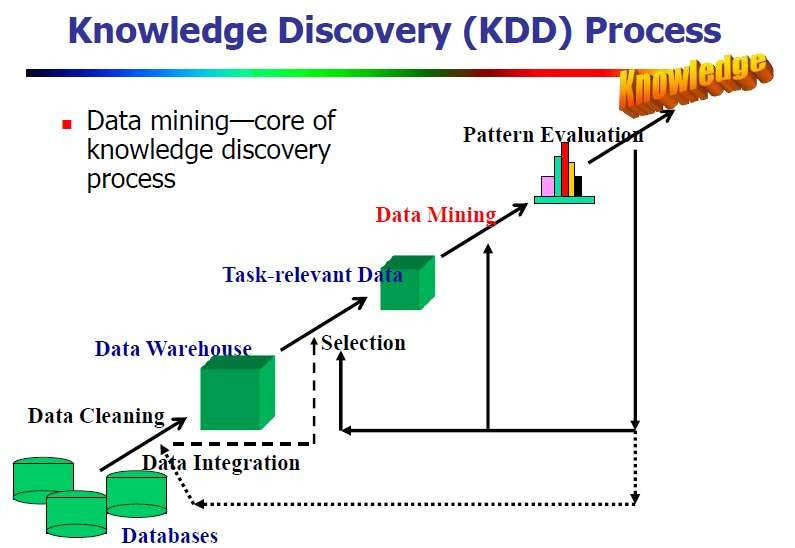 Knowledge Discovery (KDD) Process
Knowledge
Data mining—core of
knowledge discovery
process
Pattern Evaluation
Data Mining
Task-relevant Data
Selection
Data Warehouse
Data Cleaning
Data Integration
Databases